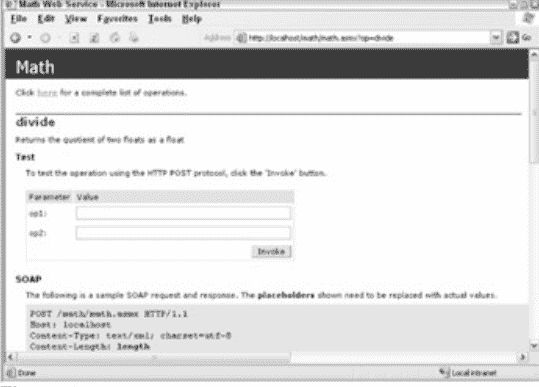 Math Web Service - Microsoft Internet Explorer
File Edit View Favorites Tools Help
Address http://localhost/math/math.asmx?op=divide Go
Math
Click here for a complete list of operations.
divide
Returns the quotient of two floats as a float
Test
To test the operation using the HTTP POST protocol, click the 'Invoke' button.
Parameter Value
op1:
op2:
Invoke
SOAP
The following is a sample SOAP request and response. The placeholders shown need to be replaced with actual values.
POST /math/math.asmx HTTP/1.1
Host: localhost
Content-Type: text/xml; charset=utf-8
Content-Length: length
Done Local intranet